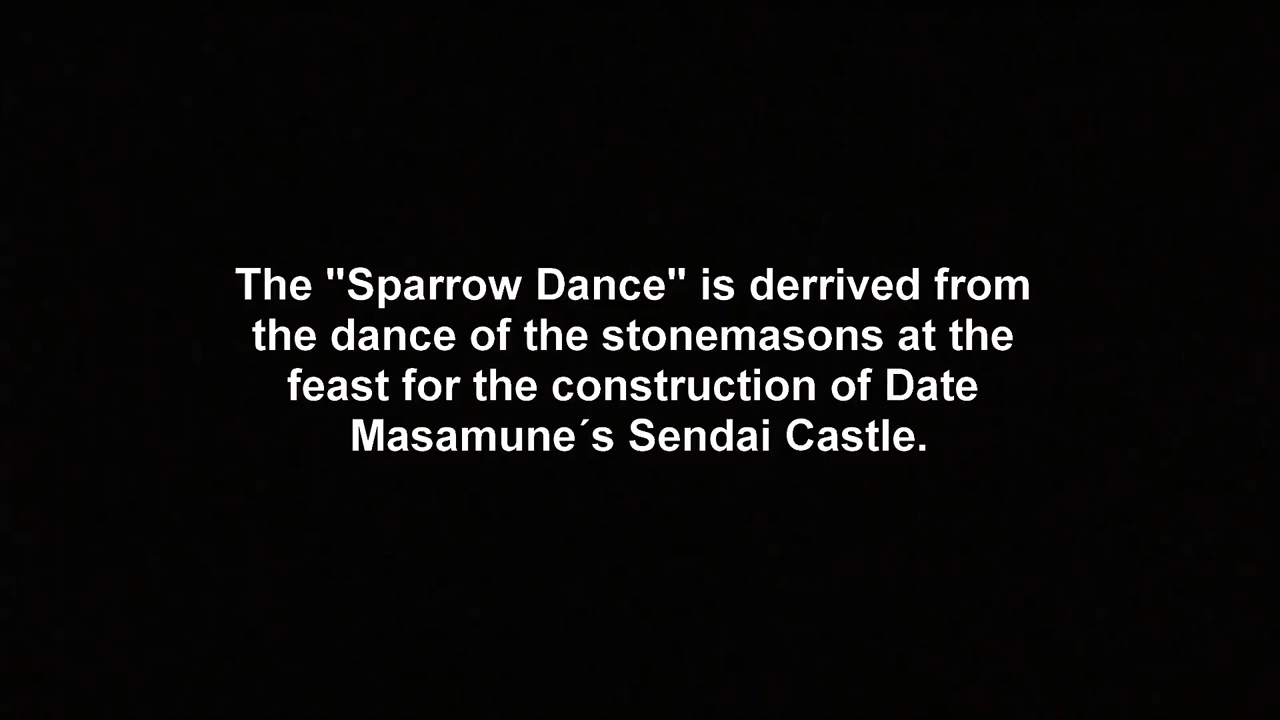 The "Sparrow Dance" is derrived from
the dance of the stonemasons at the
feast for the construction of Date
Masamune´s Sendai Castle.